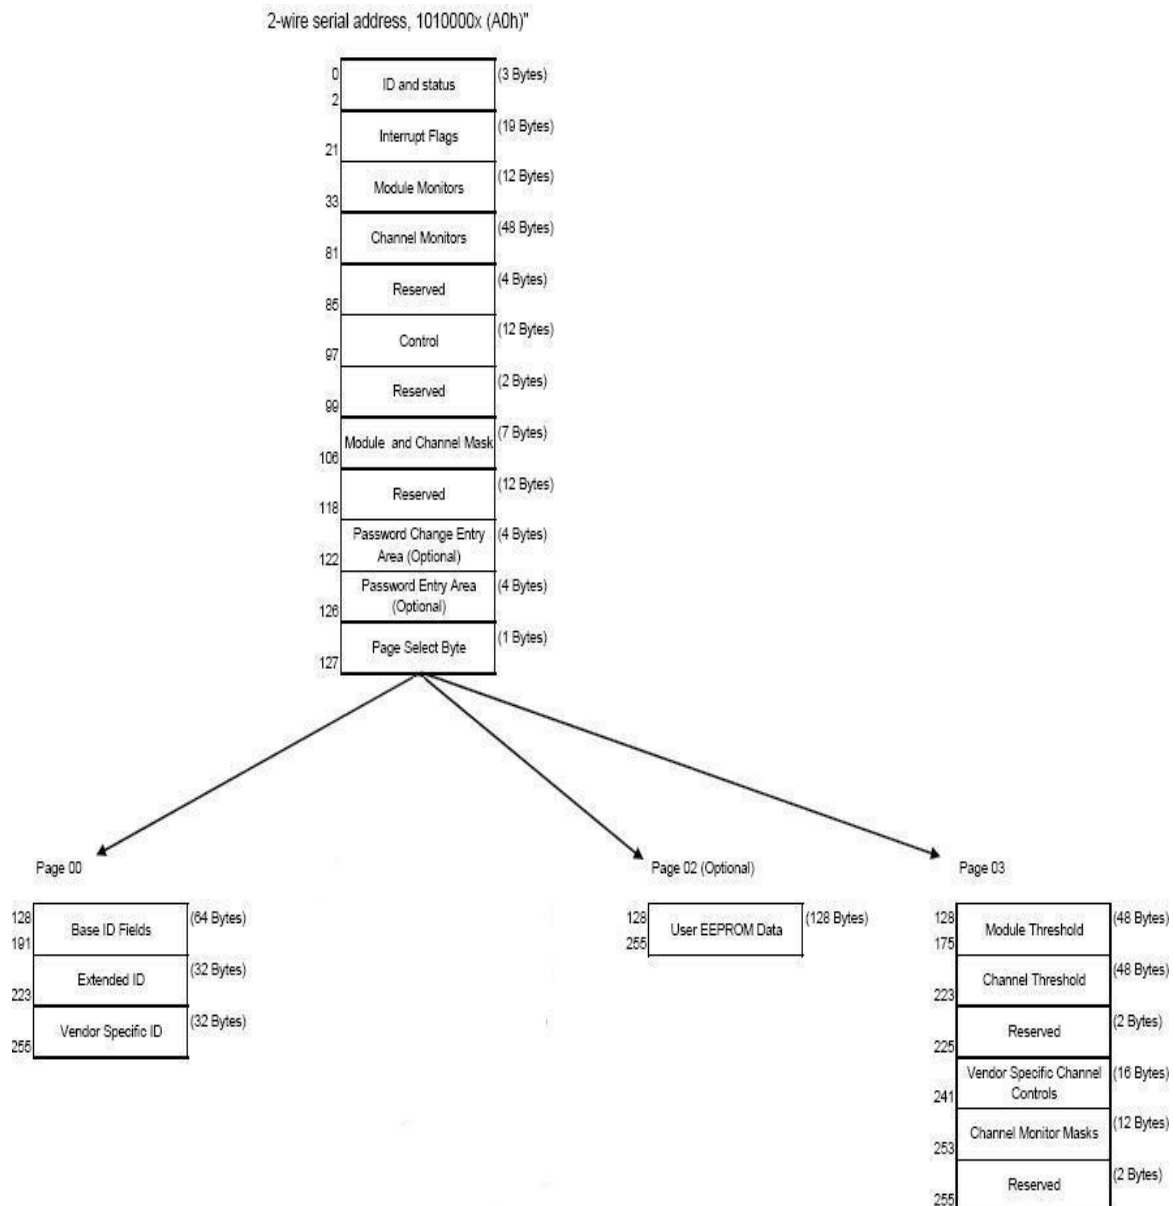 2-wire serial address, 1010000x (A0h)"
0
2
ID and status
(3 Bytes)
21
Interrupt Flags
(19 Bytes)
33
Module Monitors
(12 Bytes)
81
Channel Monitors
(48 Bytes)
85
Reserved
(4 Bytes)
97
Control
(12 Bytes)
99
Reserved
(2 Bytes)
106
Module and Channel Mask
(7 Bytes)
118
Reserved
(12 Bytes)
122
Password Change Entry
Area (Optional)
(4 Bytes)
126
Password Entry Area
(Optional)
(4 Bytes)
127
Page Select Byte
(1 Bytes)
Page 00
128
191
Base ID Fields
(64 Bytes)
223
Extended ID
(32 Bytes)
255
Vendor Specific ID
(32 Bytes)
Page 02 (Optional)
128
255
User EEPROM Data
(128 Bytes)
Page 03
128
175
Module Threshold
(48 Bytes)
223
Channel Threshold
(48 Bytes)
225
Reserved
(2 Bytes)
241
Vendor Specific Channel
Controls
(16 Bytes)
253
Channel Monitor Masks
(12 Bytes)
255
Reserved
(2 Bytes)